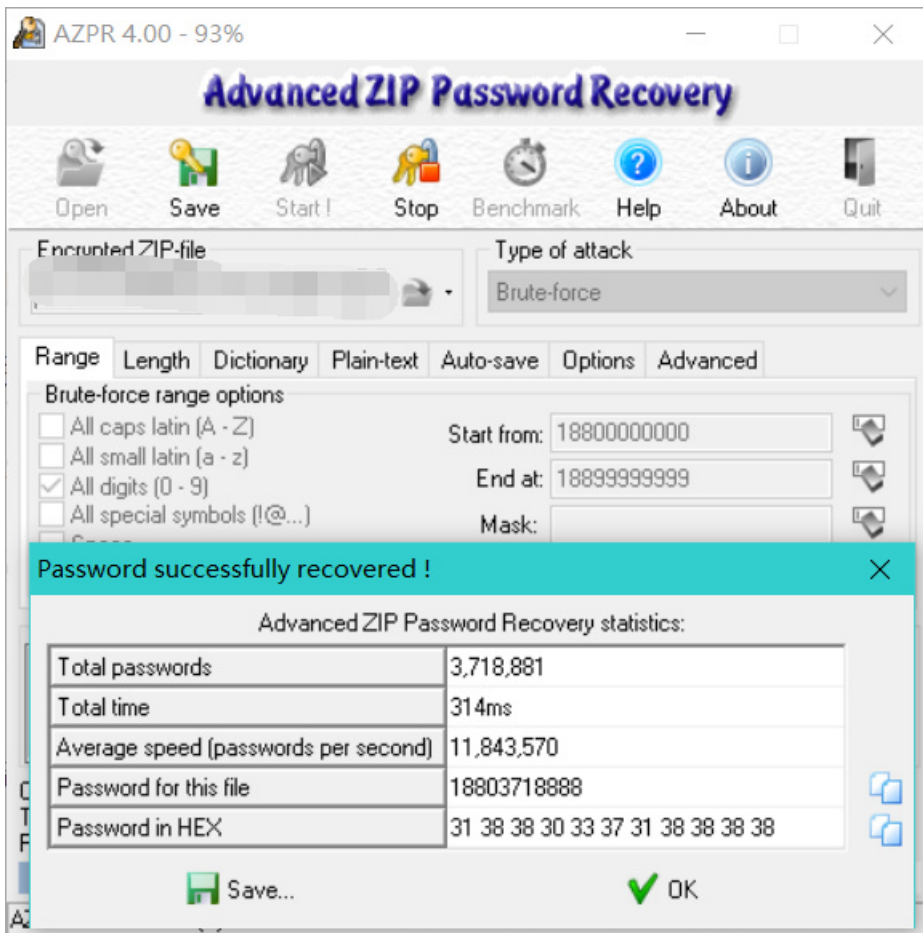 AZPR 4.00 - 93%
Advanced ZIP Password Recovery
Open Save Start ! Stop Benchmark Help About Quit
Encrypted ZIP-file Type of attack
Brute-force
Range Length Dictionary Plain-text Auto-save Options Advanced
Brute-force range options
All caps latin (A - Z)
Start from: 18800000000
All small latin (a - z)
End at: 18899999999
All digits (0 - 9)
All special symbols (!@...)
Mask:
Password successfully recovered !
Advanced ZIP Password Recovery statistics:
Total passwords 3,718,881
Total time 314ms
Average speed (passwords per second) 11,843,570
Password for this file 18803718888
Password in HEX 31 38 38 30 33 37 31 38 38 38 38
Save... OK